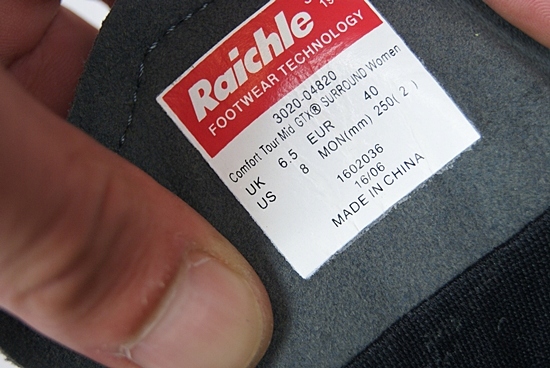 Raichle
FOOTWEAR TECHNOLOGY
3020-04820
Comfort Tour Mid GTX® SURROUND Women
UK 6,5 EUR 40
US 8 MON(mm) 250( 2 )
1602036
16/06
MADE IN CHINA